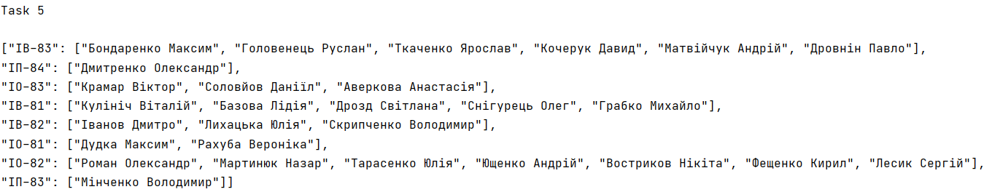 Task 5
["ІВ-83": ["Бондаренко Максим", "Головенець Руслан", "Ткаченко Ярослав", "Кочерук Давид", "Матвійчук Андрій", "Дровнін Павло"],
"ІП-84": ["Дмитренко Олександр"],
"ІО-83": ["Крамар Віктор", "Соловйов Даніїл", "Аверкова Анастасія"],
"ІВ-81": ["Кулініч Віталій", "Базова Лідія", "Дрозд Світлана", "Снігурець Олег", "Грабко Михайло"],
"ІВ-82": ["Іванов Дмитро", "Лихацька Юлія", "Скрипченко Володимир"],
"ІО-81": ["Дудка Максим", "Рахуба Вероніка"],
"ІО-82": ["Роман Олександр", "Мартинюк Назар", "Тарасенко Юлія", "Ющенко Андрій", "Востриков Нікіта", "Фещенко Кирил", "Лесик Сергій"],
"ІП-83": ["Мінченко Володимир"]]